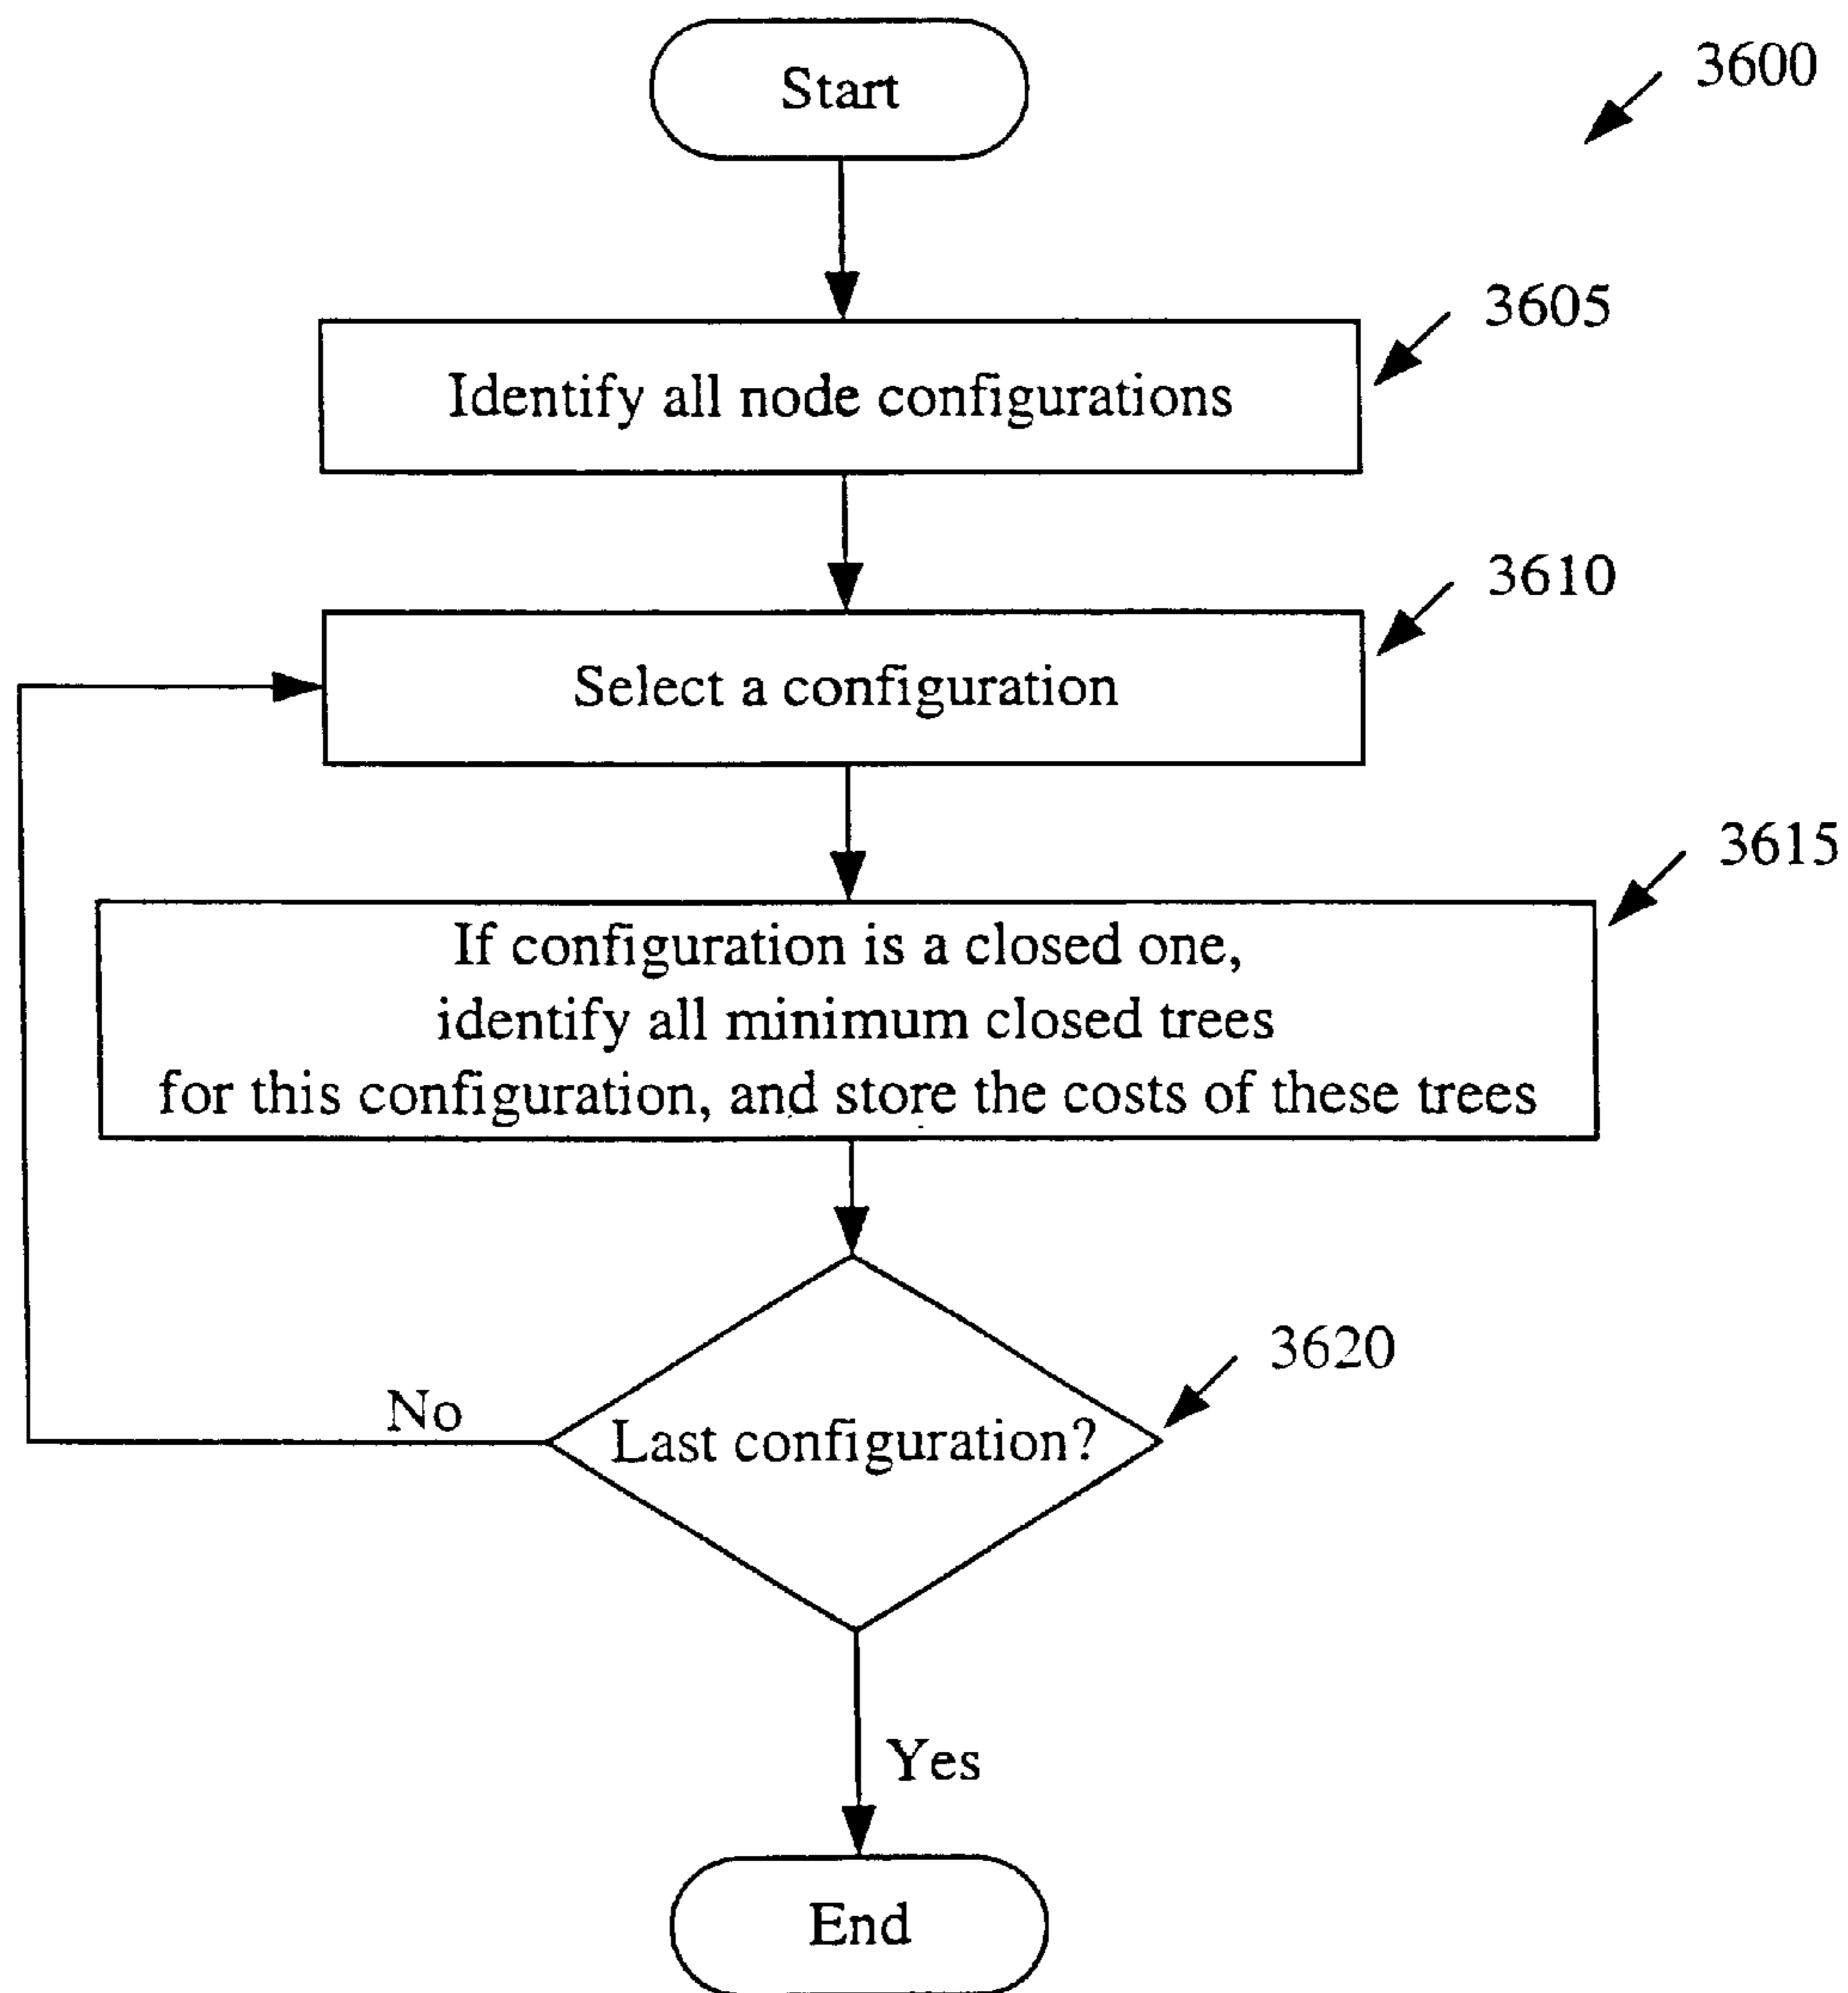 Start
3600
3605
Identify all node configurations
3610
Select a configuration
3615
If configuration is a closed one,
identify all minimum closed trees
for this configuration, and store the costs of these trees
3620
No
Last configuration?
Yes
End